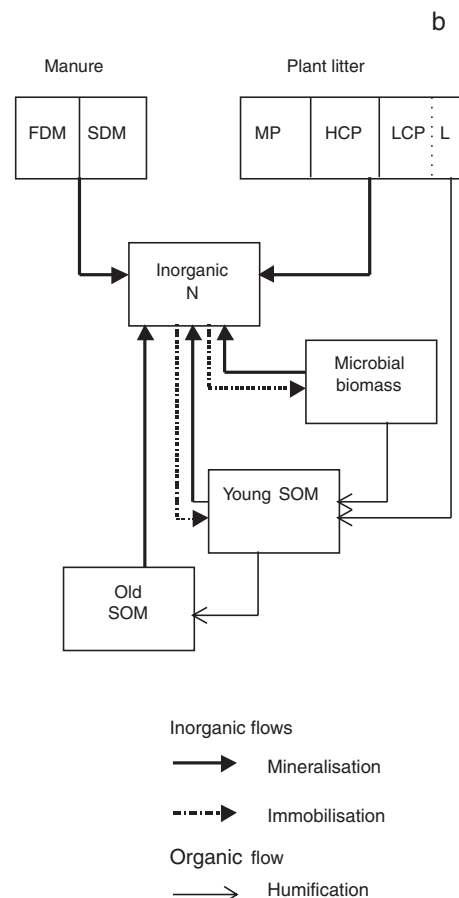 b
Manure Plant litter
FDM SDM MP HCP LCP L
Inorganic
N
Microbial
biomass
Young SOM
Old
SOM
Inorganic flows
Mineralisation
Immobilisation
Organic flow
Humification